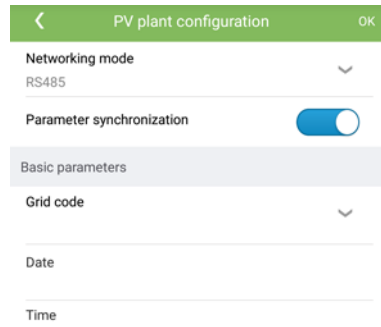 PV plant configuration OK
Networking mode
RS485
Parameter synchronization
Basic parameters
Grid code
Date
Time